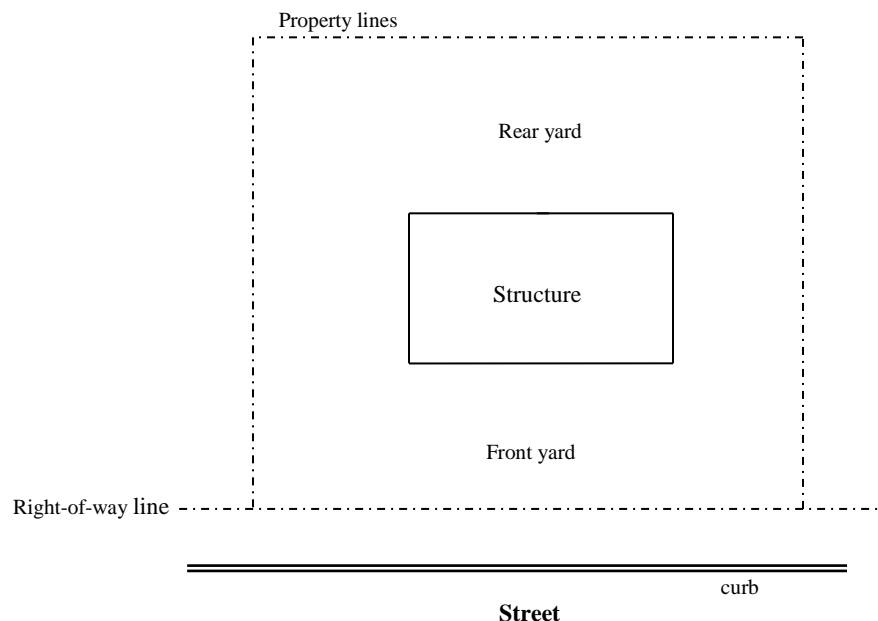 Property lines
Rear yard
Structure
Front yard
Right-of-way line
curb
Street